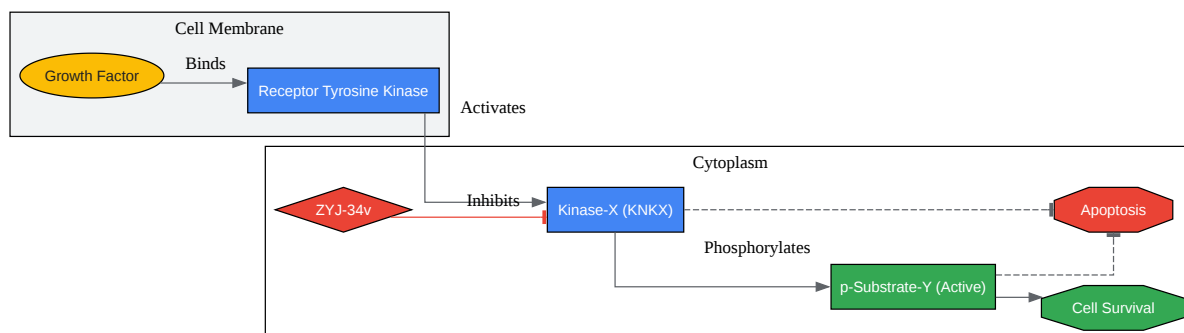 Cell Membrane
Growth Factor
Binds
Receptor Tyrosine Kinase
Activates
Cytoplasm
ZYJ-34v
Inhibits
Kinase-X (KNKX)
Apoptosis
Phosphorylates
p-Substrate-Y (Active)
Cell Survival